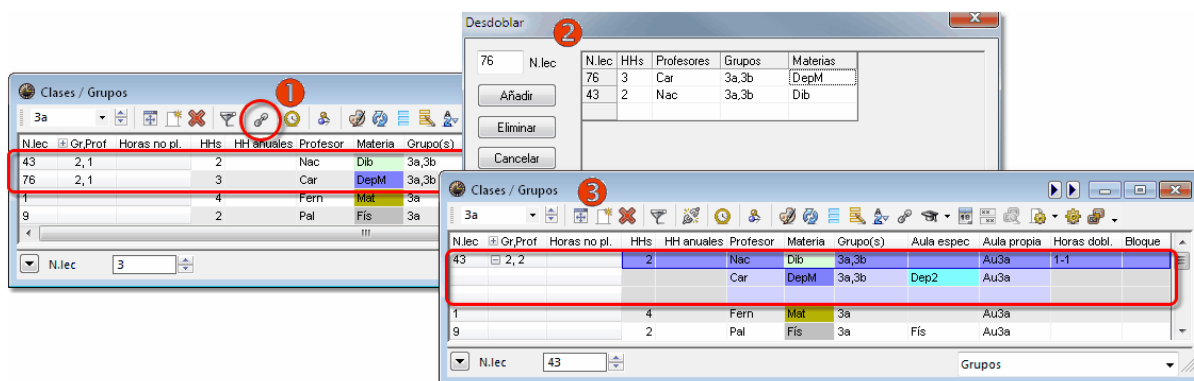 Clases / Grupos
1
3a
N.lec Gr,Prof Horas no pl. HHs HH anuales Profesor Materia Grupo(s)
43 2, 1 2 Nac Dib 3a,3b
76 2, 1 3 Car DepM 3a,3b
1 4 Fern Mat 3a
9 2 Pal Fís 3a
N.lec 3
Desdoblar
2
76 N.lec
Añadir
Eliminar
Cancelar
N.lec HHs Profesores Grupos Materias
76 3 Car 3a,3b DepM
43 2 Nac 3a,3b Dib
Clases / Grupos
3
3a
N.lec Gr,Prof Horas no pl. HHs HH anuales Profesor Materia Grupo(s) Aula espec Aula propia Horas dobl. Bloque
43 2, 2 2 Nac Dib 3a,3b Au3a 1-1
Car DepM 3a,3b Dep2 Au3a
1 4 Fern Mat 3a Au3a
9 2 Pal Fís 3a Fís Au3a
N.lec 43 Grupos